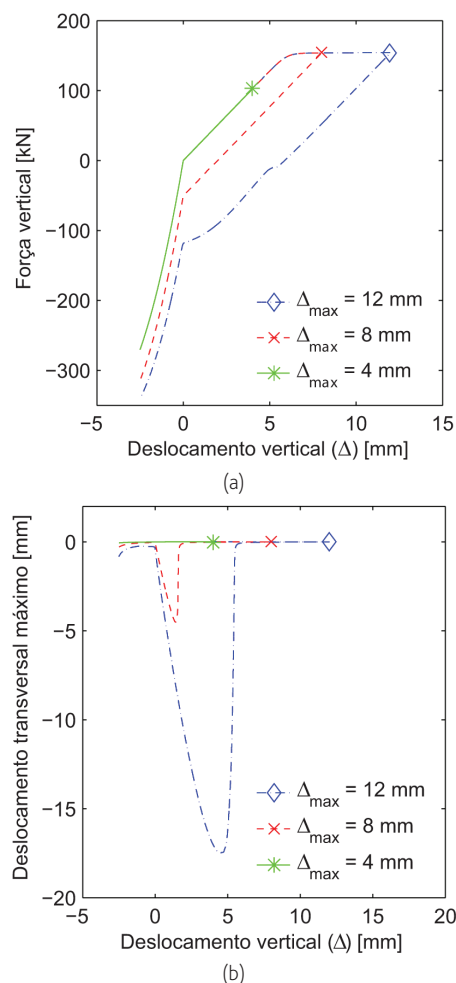 200
150
100
0
−100
−200
−300
Força vertical [kN]
−5
0
5
10
15
Δmax = 12 mm
Δmax = 8 mm
Δmax = 4 mm
Deslocamento vertical (Δ) [mm]
(a)
0
−5
−10
−15
−20
Deslocamento transversal máximo [mm]
−5
0
5
10
15
20
Δmax = 12 mm
Δmax = 8 mm
Δmax = 4 mm
Deslocamento vertical (Δ) [mm]
(b)